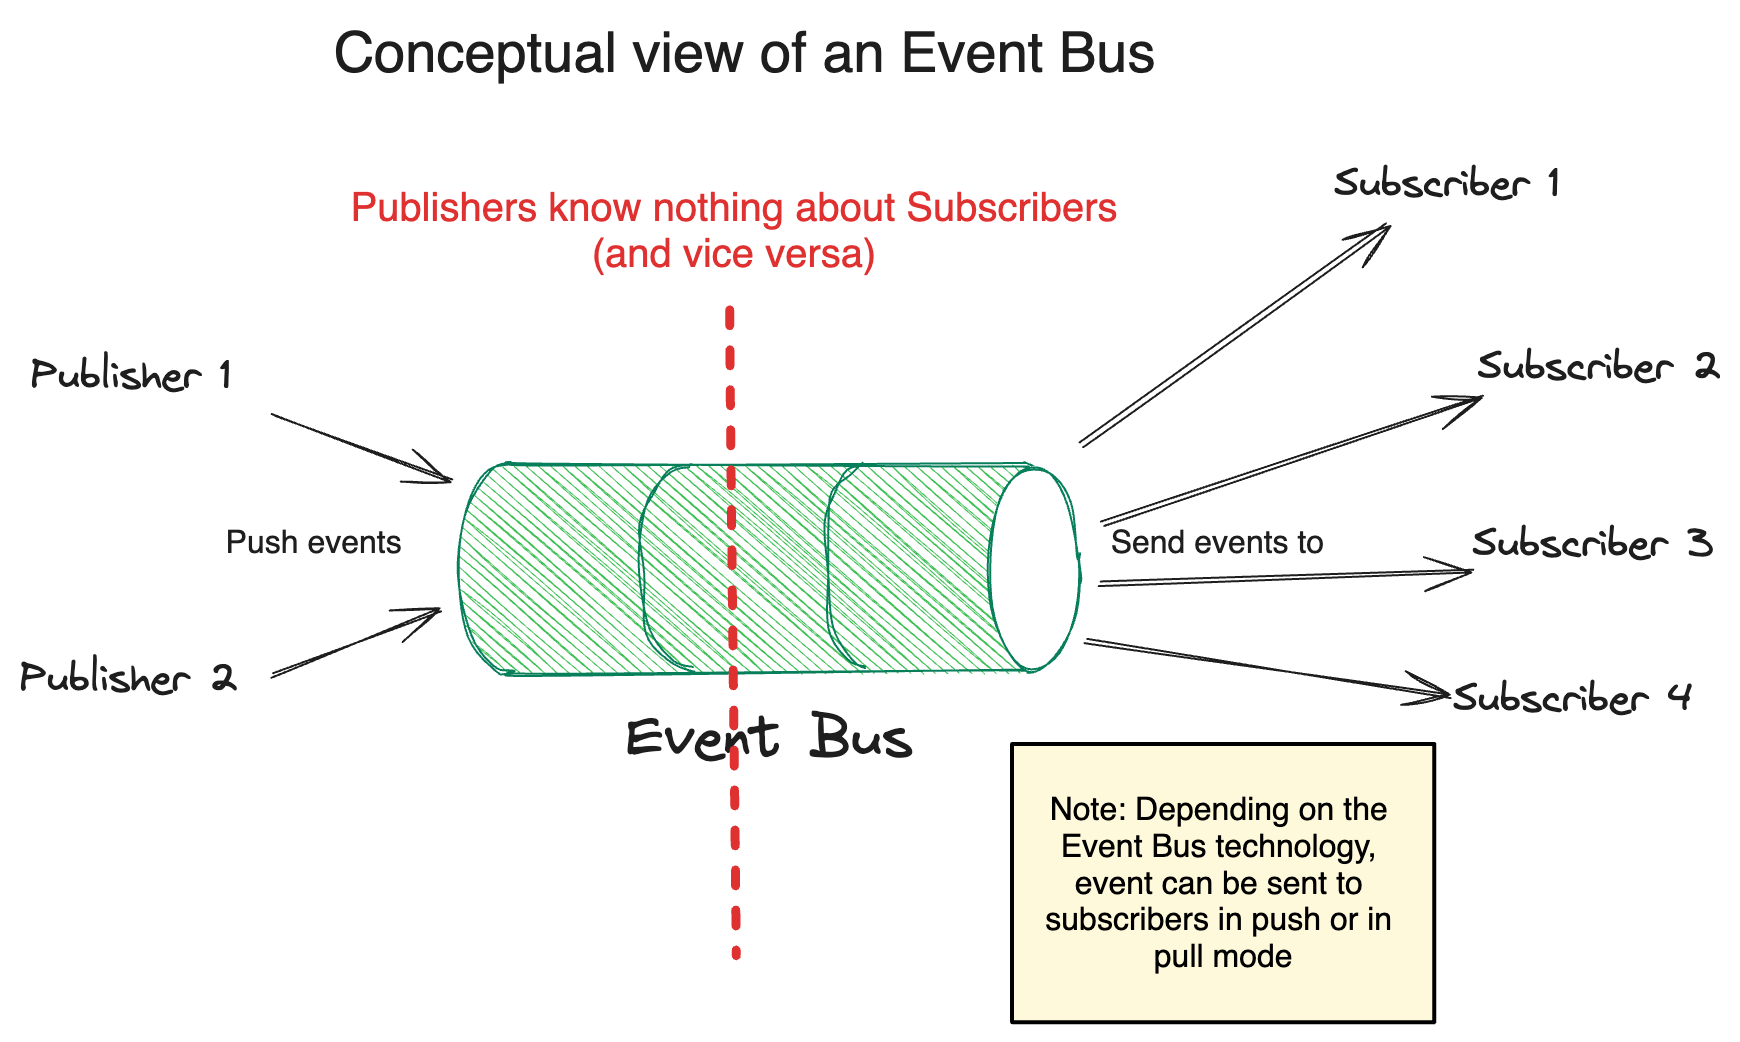 Conceptual view of an Event Bus
Publishers know nothing about Subscribers
(and vice versa)
Subscriber 1
Publisher 1
Subscriber 2
Push events
Send events to
Subscriber 3
Publisher 2
Subscriber 4
Event Bus
Note: Depending on the
Event Bus technology,
event can be sent to
subscribers in push or in
pull mode